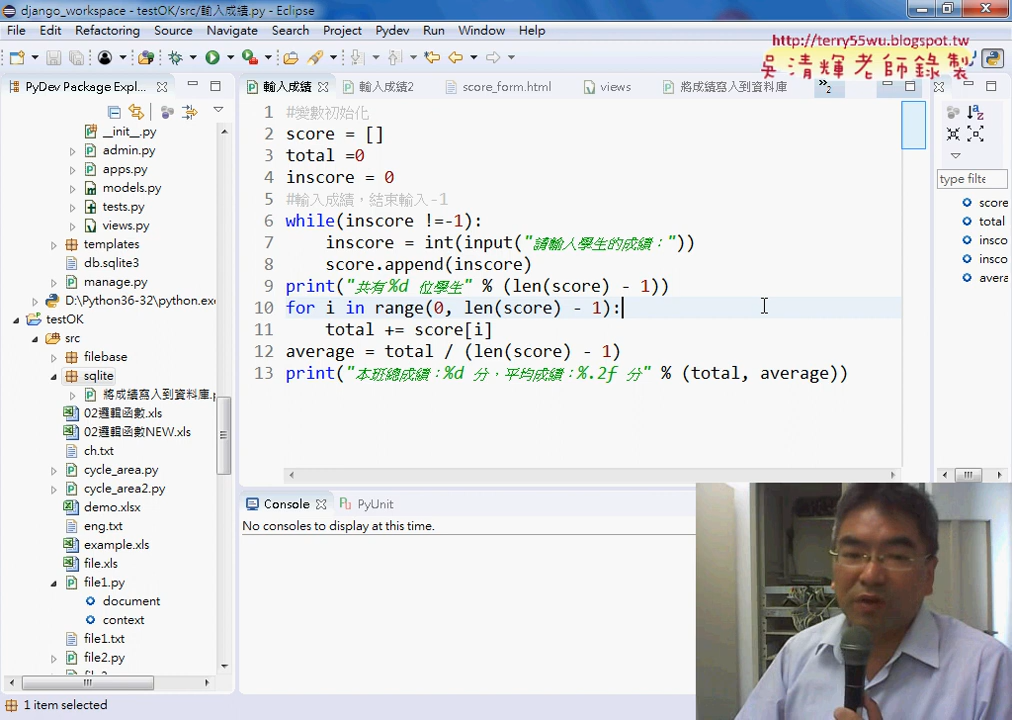 django_workspace - testOK/src/輸入成績.py - Eclipse
File Edit Refactoring Source Navigate Search Project Pydev Run Window Help
http://terry55wu.blogspot.tw
吳清輝老師錄製
PyDev Package Expl...
輸入成績
輸入成績2
score_form.html
views
將成績寫入到資料庫
»2
__init__.py
admin.py
apps.py
models.py
tests.py
views.py
templates
db.sqlite3
manage.py
D:\Python36-32\python.exe
testOK
src
filebase
sqlite
將成績寫入到資料庫.p
02邏輯函數.xls
02邏輯函數NEW.xls
ch.txt
cycle_area.py
cycle_area2.py
demo.xlsx
eng.txt
example.xls
file.xls
file1.py
document
context
file1.txt
file2.py
1 #變數初始化
2 score = []
3 total =0
4 inscore = 0
5 #輸入成績，結束輸入-1
6 while(inscore !=-1):
7 inscore = int(input("請輸入學生的成績："))
8 score.append(inscore)
9 print("共有%d 位學生" % (len(score) - 1))
10 for i in range(0, len(score) - 1):
11 total += score[i]
12 average = total / (len(score) - 1)
13 print("本班總成績：%d 分，平均成績：%.2f 分" % (total, average))
type filte
score
total
insco
insco
avera
Console
PyUnit
No consoles to display at this time.
1 item selected